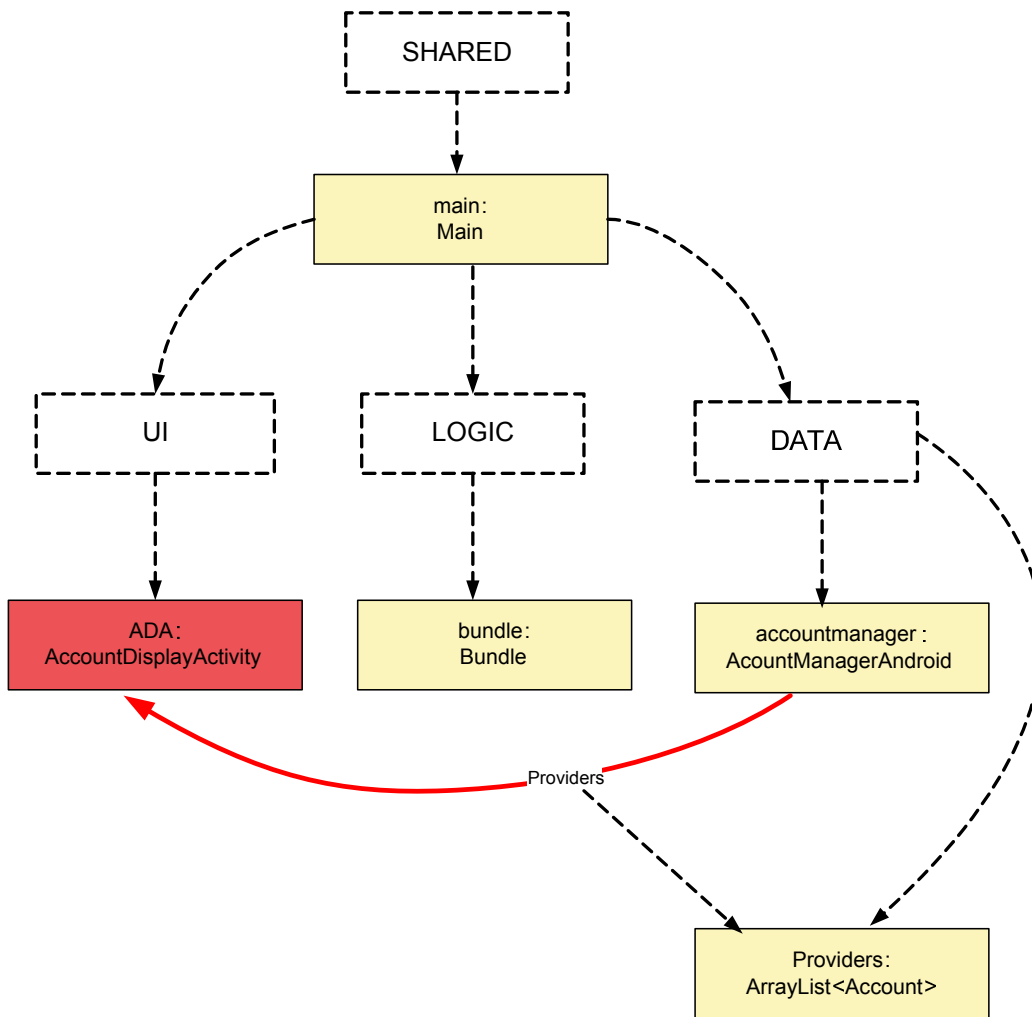 SHARED
main:
Main
UI
LOGIC
DATA
ADA:
AccountDisplayActivity
bundle:
Bundle
accountmanager:
AcountManagerAndroid
Providers
Providers:
ArrayList<Account>